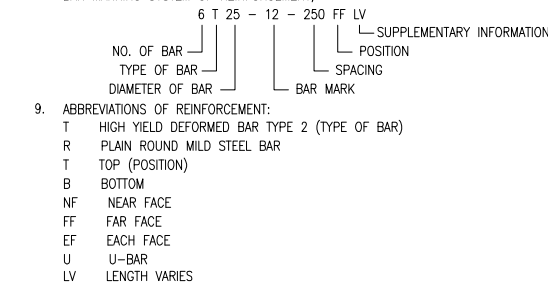 6 T 25 - 12 - 250 FF LV
SUPPLEMENTARY INFORMATION
NO. OF BAR
POSITION
TYPE OF BAR
SPACING
DIAMETER OF BAR
BAR MARK
9. ABBREVIATIONS OF REINFORCEMENT:
T HIGH YIELD DEFORMED BAR TYPE 2 (TYPE OF BAR)
R PLAIN ROUND MILD STEEL BAR
T TOP (POSITION)
B BOTTOM
NF NEAR FACE
FF FAR FACE
EF EACH FACE
U U-BAR
LV LENGTH VARIES